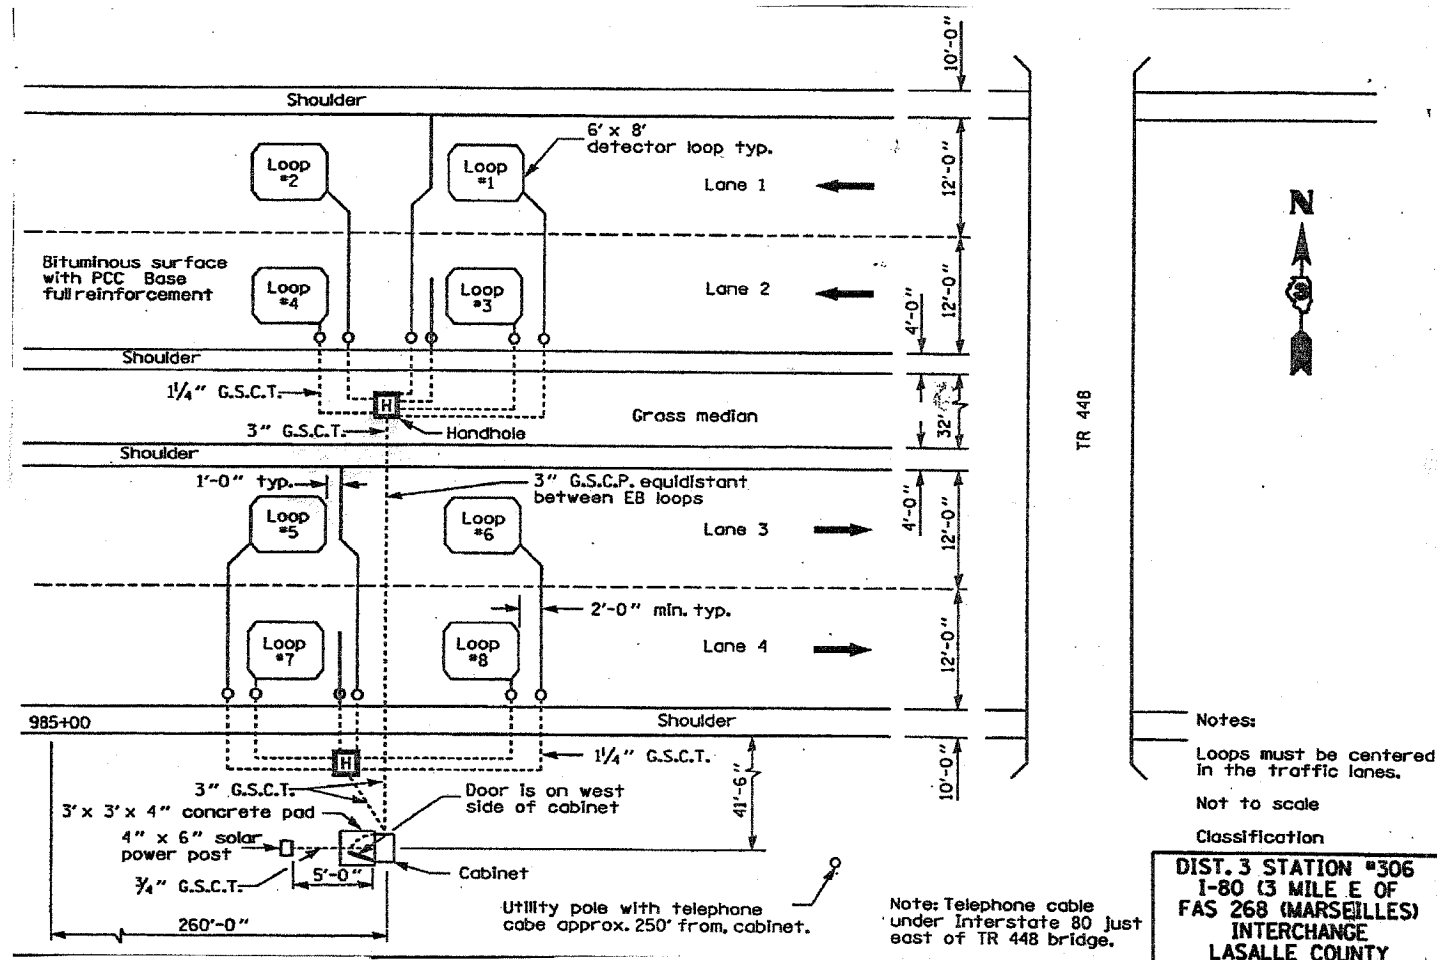 10'-0"
Shoulder
6' x 8'
detector loop typ.
Loop
#2
Loop
#1
Lane 1
12'-0"
N
Bituminous surface
with PCC Base
full reinforcement
Loop
#4
Loop
#3
Lane 2
12'-0"
4'-0"
3
Shoulder
1 1/4" G.S.C.T.
H
Grass median
32'
TR 448
3" G.S.C.T.
Handhole
Shoulder
1'-0" typ.
3" G.S.C.P. equidistant
between EB loops
Loop
#5
Loop
#6
Lane 3
4'-0"
12'-0"
2'-0" min. typ.
Loop
#7
Loop
#8
Lane 4
12'-0"
985+00
Shoulder
Notes:
Loops must be centered
in the traffic lanes.
Not to scale
Classification
H
1 1/4" G.S.C.T.
41'-6"
10'-0"
3" G.S.C.T.
Door is on west
side of cabinet
3' x 3' x 4" concrete pad
4" x 6" solar
power post
3/4" G.S.C.T.
5'-0"
Cabinet
260'-0"
Utility pole with telephone
cabe approx. 250' from, cabinet.
Note: Telephone cable
under Interstate 80 just
east of TR 448 bridge.
DIST. 3 STATION #306
I-80 (3 MILE E OF
FAS 268 (MARSEILLES)
INTERCHANGE
LASALLE COUNTY